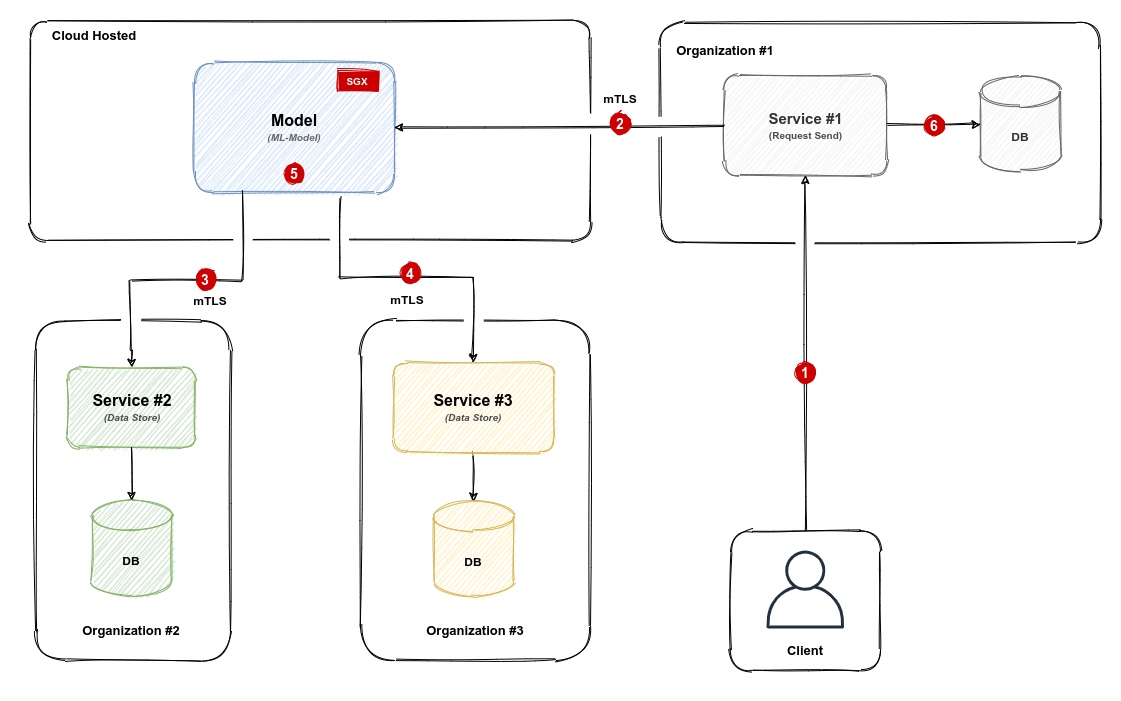 Cloud Hosted
SGX
Model
(ML-Model)
5
mTLS
2
Organization #1
Service #1
(Request Send)
6
DB
3
mTLS
4
mTLS
1
Service #2
(Data Store)
DB
Organization #2
Service #3
(Data Store)
DB
Organization #3
Client